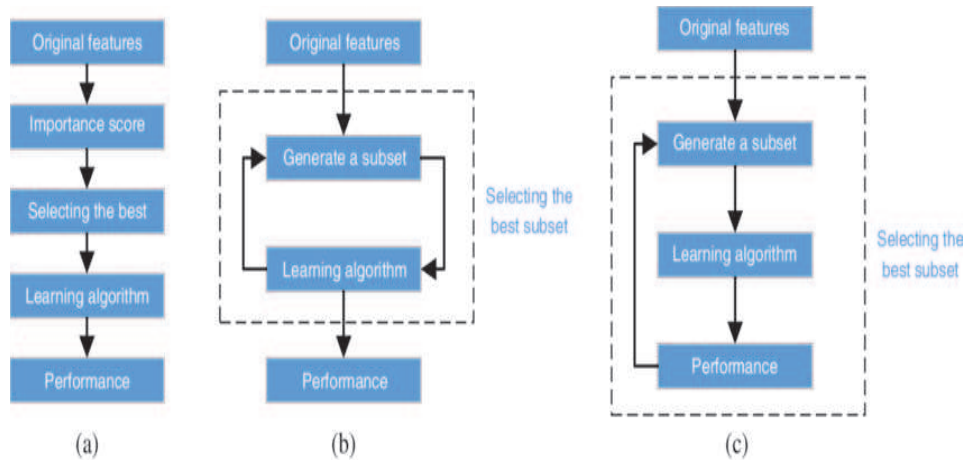 Original features
Importance score
Selecting the best
Learning algorithm
Performance
(a)
Original features
Generate a subset
Learning algorithm
Selecting the
best subset
Performance
(b)
Original features
Generate a subset
Learning algorithm
Performance
Selecting the
best subset
(c)